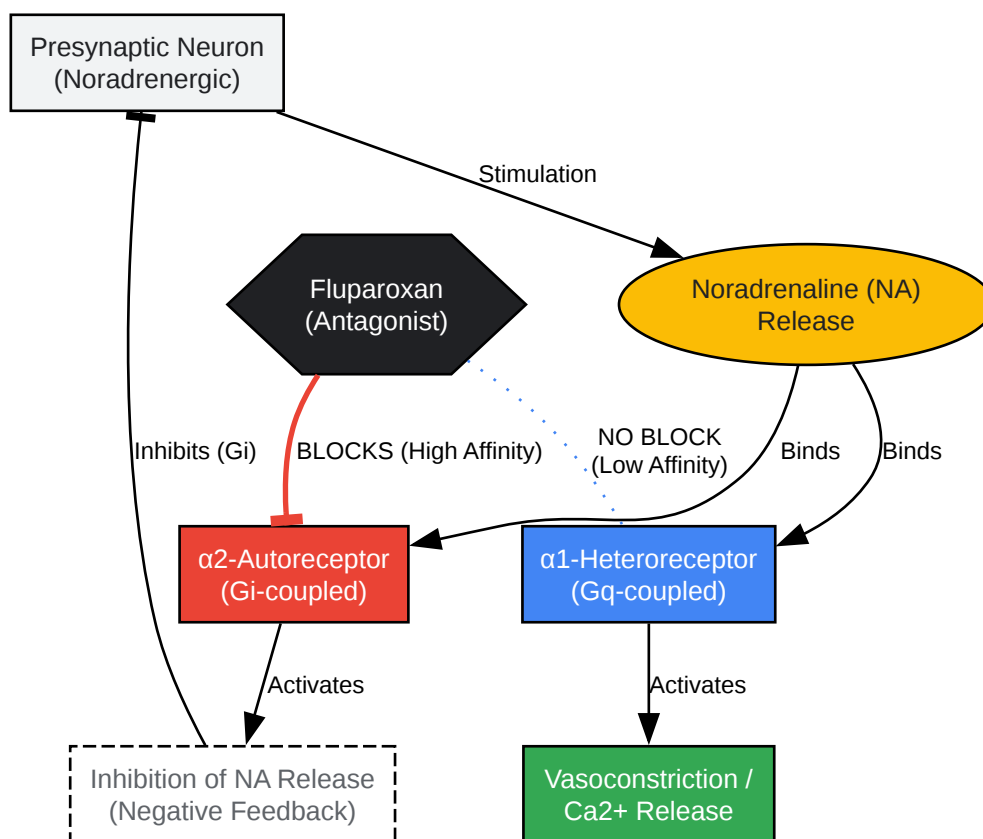 Presynaptic Neuron
(Noradrenergic)
Stimulation
Fluparoxan
(Antagonist)
Noradrenaline (NA)
Release
Inhibits (Gi)
BLOCKS (High Affinity)
NO BLOCK
(Low Affinity)
Binds
Binds
α2-Autoreceptor
(Gi-coupled)
α1-Heteroreceptor
(Gq-coupled)
Activates
Activates
Inhibition of NA Release
(Negative Feedback)
Vasoconstriction /
Ca2+ Release